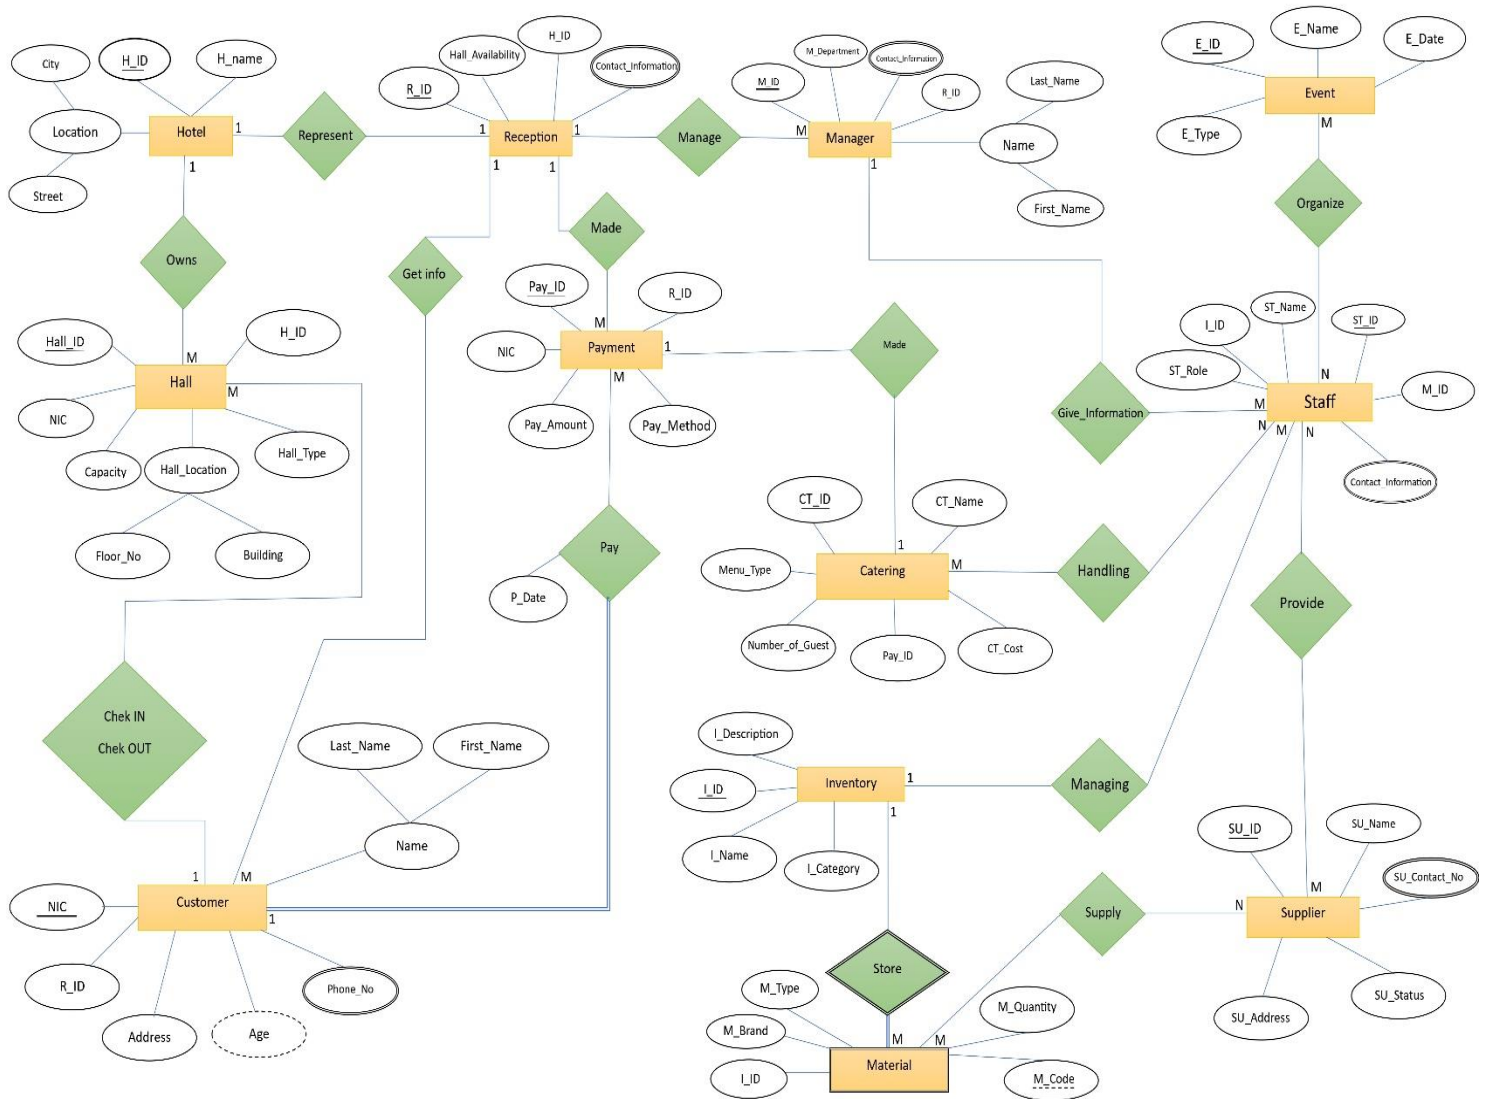 City
H_ID
H_name
Location
Hotel
Street
1
1
Represent
R_ID
Hall_Availability
H_ID
Contact_Information
1
Reception
1
1
1
Manage
M_ID
M_Department
Contact_Information
R_ID
M
Manager
1
Last_Name
Name
First_Name
E_ID
E_Name
E_Date
Event
E_Type
M
Organize
Owns
Get info
Made
Pay_ID
R_ID
NIC
M
Payment
1
M
Pay_Amount
Pay_Method
Made
Hall_ID
H_ID
M
Hall
M
NIC
Capacity
Hall_Location
Hall_Type
Floor_No
Building
I_ID
ST_Name
ST_ID
ST_Role
M_ID
N
Staff
M
N
M
N
Contact_Information
Give_Information
CT_ID
CT_Name
Menu_Type
1
Catering
M
Number_of_Guest
Pay_ID
CT_Cost
Handling
Provide
Pay
P_Date
Chek IN
Chek OUT
Last_Name
First_Name
Name
1
M
Customer
1
NIC
R_ID
Address
Age
Phone_No
I_Description
I_ID
Inventory
1
1
I_Name
I_Category
Managing
SU_ID
SU_Name
SU_Contact_No
M
N
Supplier
SU_Address
SU_Status
Supply
Store
M_Type
M_Quantity
M_Brand
M
M
Material
I_ID
M_Code